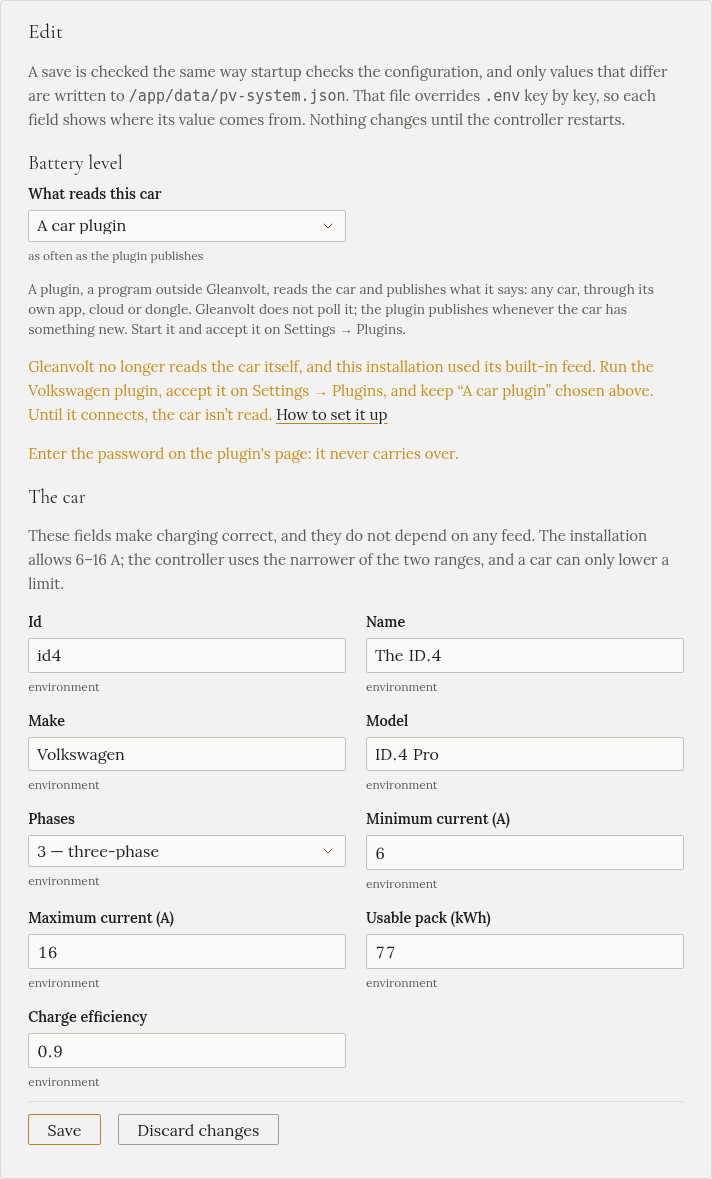 Edit
A save is checked the same way startup checks the configuration, and only values that differ
are written to /app/data/pv-system.json. That file overrides .env key by key, so each
field shows where its value comes from. Nothing changes until the controller restarts.
Battery level
What reads this car
A car plugin
as often as the plugin publishes
A plugin, a program outside Gleanvolt, reads the car and publishes what it says: any car, through its
own app, cloud or dongle. Gleanvolt does not poll it; the plugin publishes whenever the car has
something new. Start it and accept it on Settings → Plugins.
Gleanvolt no longer reads the car itself, and this installation used its built-in feed. Run the
Volkswagen plugin, accept it on Settings → Plugins, and keep “A car plugin” chosen above.
Until it connects, the car isn’t read. How to set it up
Enter the password on the plugin's page: it never carries over.
The car
These fields make charging correct, and they do not depend on any feed. The installation
allows 6–16 A; the controller uses the narrower of the two ranges, and a car can only lower a
limit.
Id
Name
id4
The ID.4
environment
environment
Make
Model
Volkswagen
ID.4 Pro
environment
environment
Phases
Minimum current (A)
3 — three-phase
6
environment
environment
Maximum current (A)
Usable pack (kWh)
16
77
environment
environment
Charge efficiency
0.9
environment
Save
Discard changes